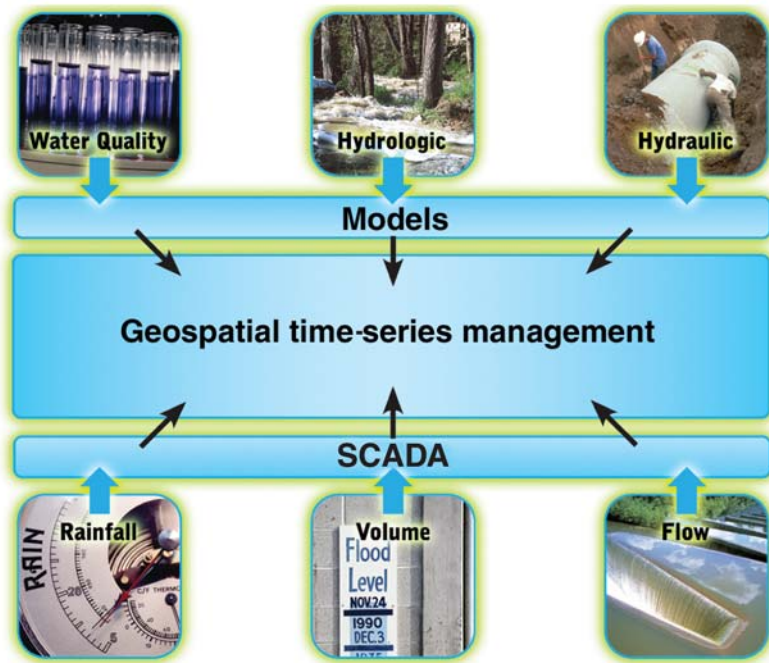 Water Quality
Hydrologic
Hydraulic
Models
Geospatial time-series management
SCADA
Rainfall
Volume
Flow
RAIN
C/F THERMO
Flood
Level
NOV.24
1990
DEC.3